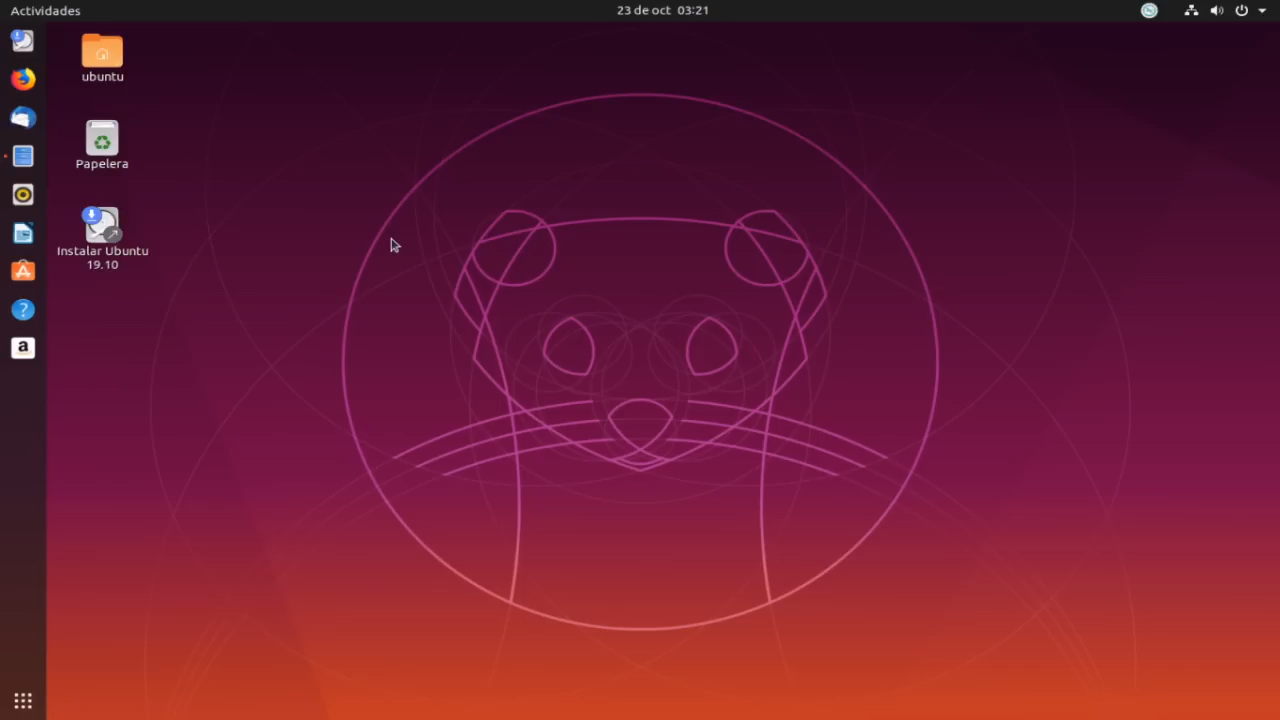 Actividades
23 de oct 03:21
ubuntu
Papelera
Instalar Ubuntu
19.10
?
a